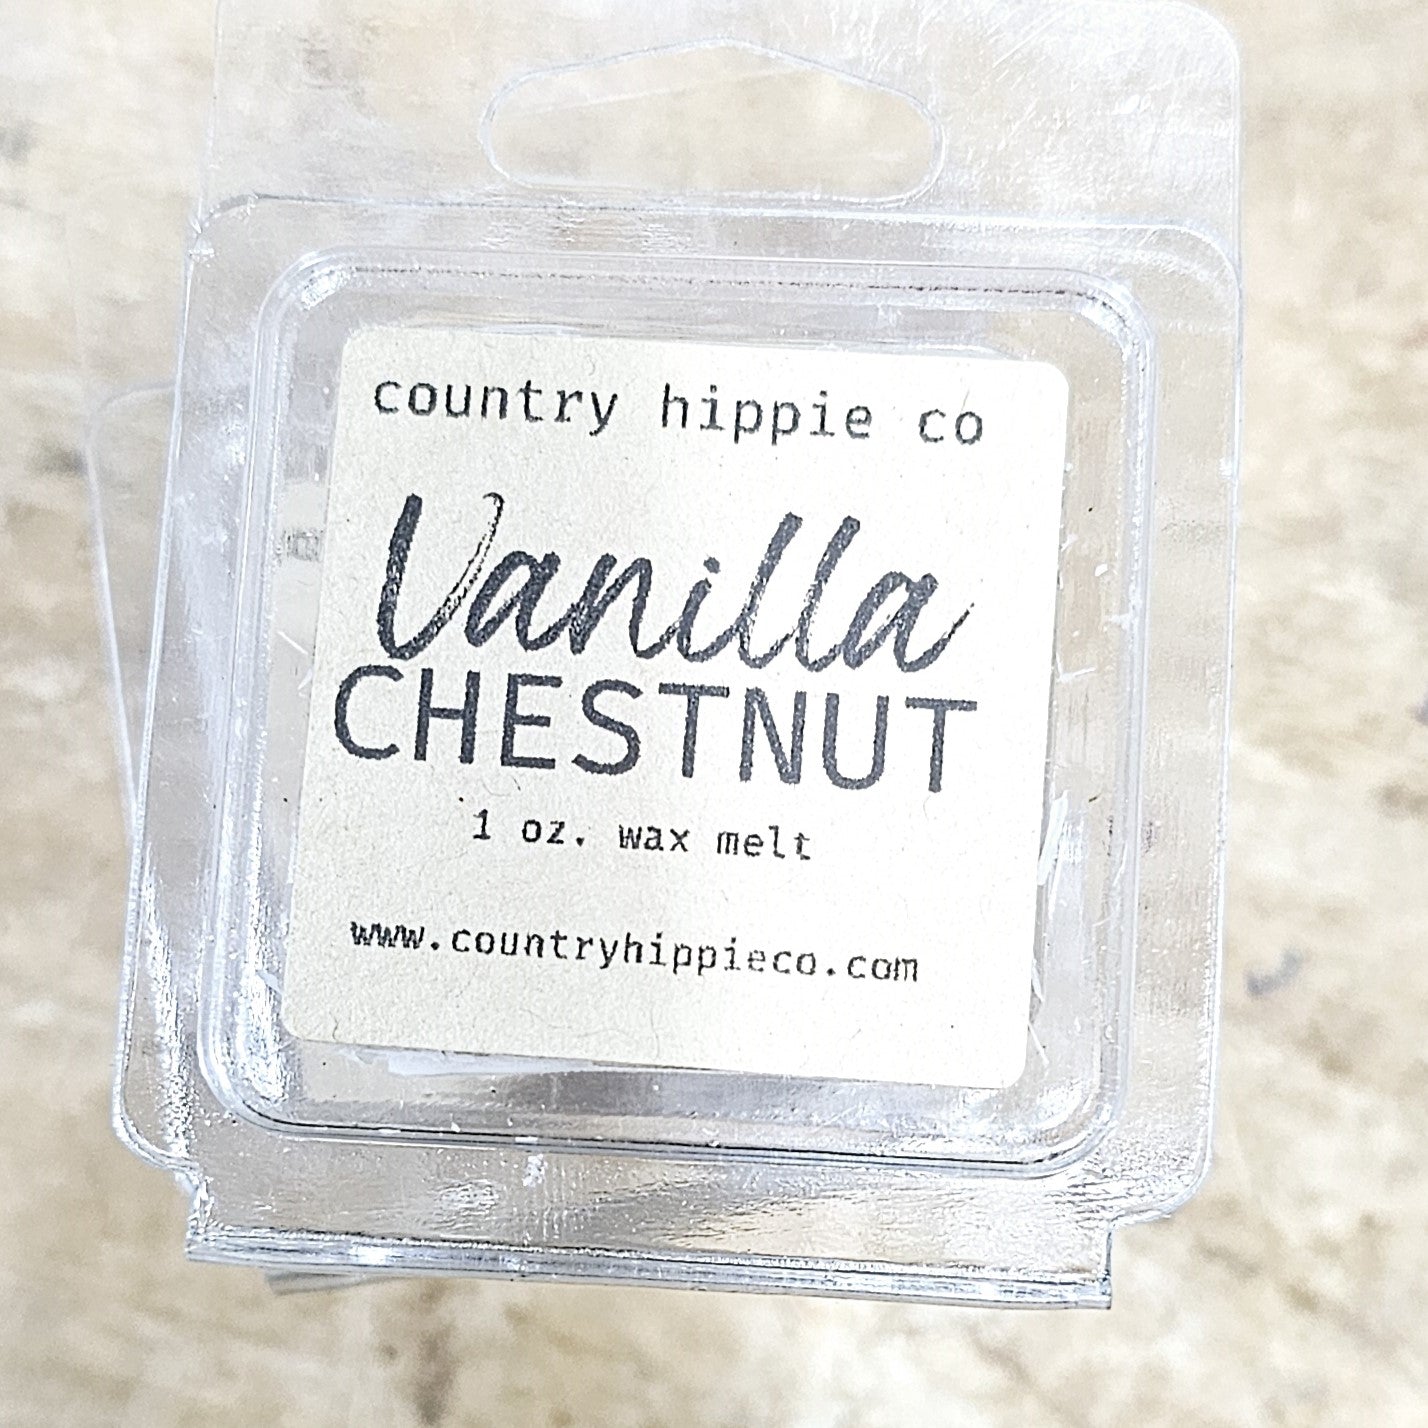 country hippie co
Vanilla
CHESTNUT
1 oz. wax melt
www.countryhippieco.com